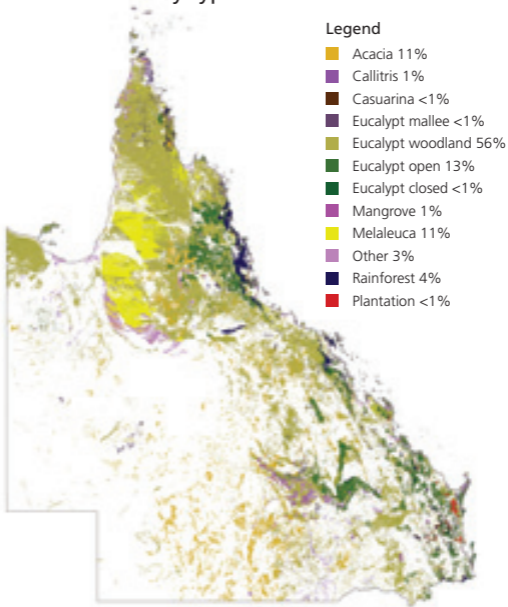 Legend
Acacia 11%
Callitris 1%
Casuarina <1%
Eucalypt mallee <1%
Eucalypt woodland 56%
Eucalypt open 13%
Eucalypt closed <1%
Mangrove 1%
Melaleuca 11%
Other 3%
Rainforest 4%
Plantation <1%